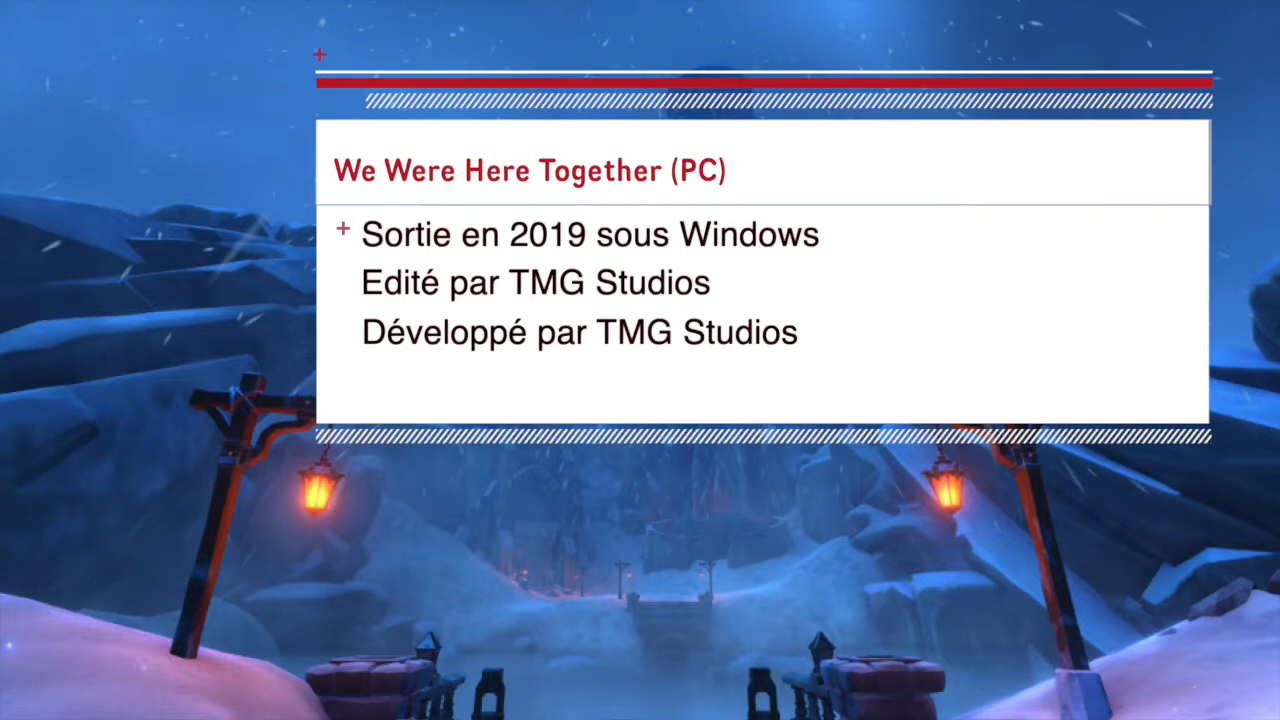 We Were Here Together (PC)
Sortie en 2019 sous Windows
Edité par TMG Studios
Développé par TMG Studios